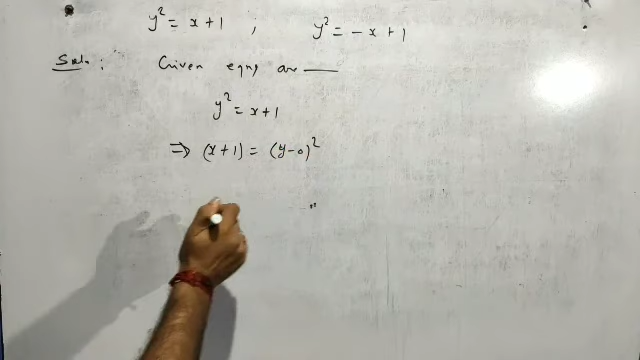 y² = x + 1 , y² = -x + 1
Soln : Given eqns are —
y² = x + 1
⇒ (x + 1) = (y - 0)²